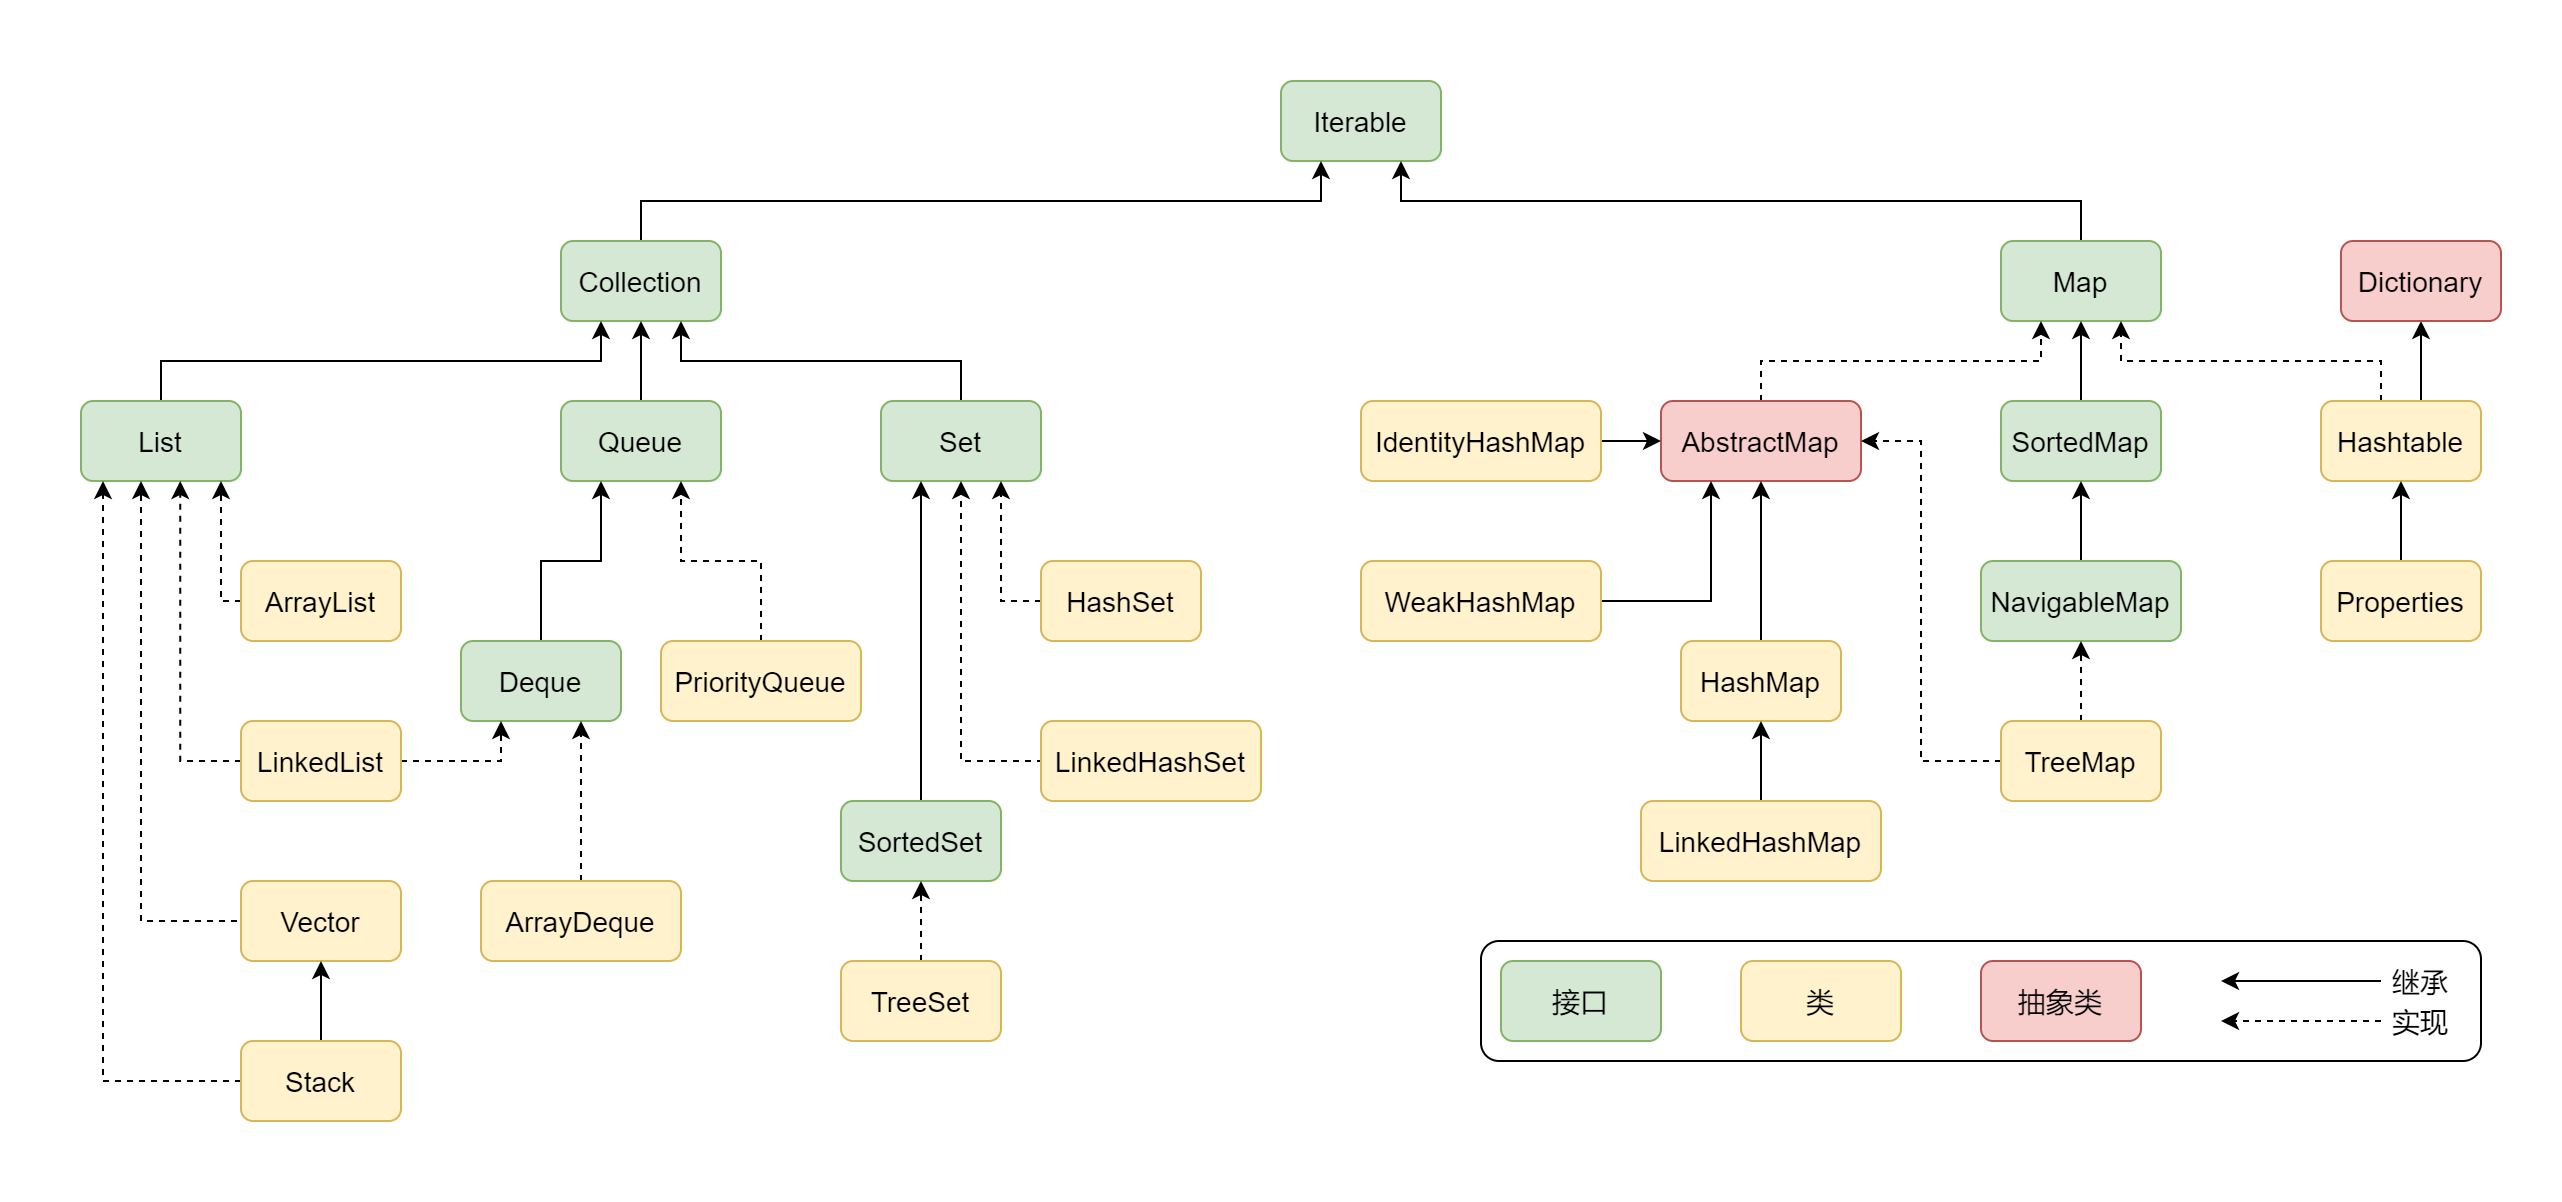 Iterable
Collection
Map
Dictionary
List
Queue
Set
IdentityHashMap
AbstractMap
SortedMap
Hashtable
ArrayList
HashSet
WeakHashMap
NavigableMap
Properties
Deque
PriorityQueue
HashMap
LinkedList
LinkedHashSet
TreeMap
SortedSet
LinkedHashMap
Vector
ArrayDeque
TreeSet
Stack
接口
类
抽象类
继承
实现